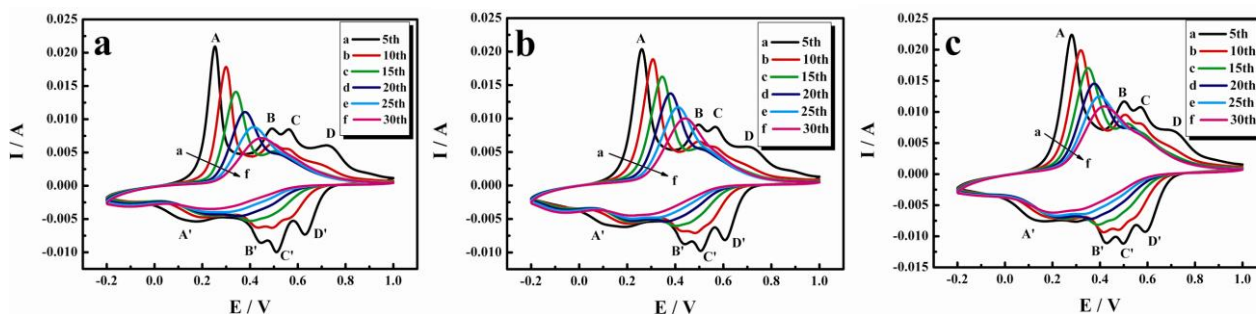 a
A
B
C
D
a 5th
b 10th
c 15th
d 20th
e 25th
f 30th
a
f
A'
B'
C'
D'
0.025
0.020
0.015
0.010
0.005
0.000
-0.005
-0.010
I / A
-0.2 0.0 0.2 0.4 0.6 0.8 1.0
E / V
b
A
B
C
D
a 5th
b 10th
c 15th
d 20th
e 25th
f 30th
a
f
A'
B'
C'
D'
0.025
0.020
0.015
0.010
0.005
0.000
-0.005
-0.010
I / A
-0.2 0.0 0.2 0.4 0.6 0.8 1.0
E / V
c
A
B
C
D
a 5th
b 10th
c 15th
d 20th
e 25th
f 30th
a
f
A'
B'
C'
D'
0.025
0.020
0.015
0.010
0.005
0.000
-0.005
-0.010
-0.015
I / A
-0.2 0.0 0.2 0.4 0.6 0.8 1.0
E / V